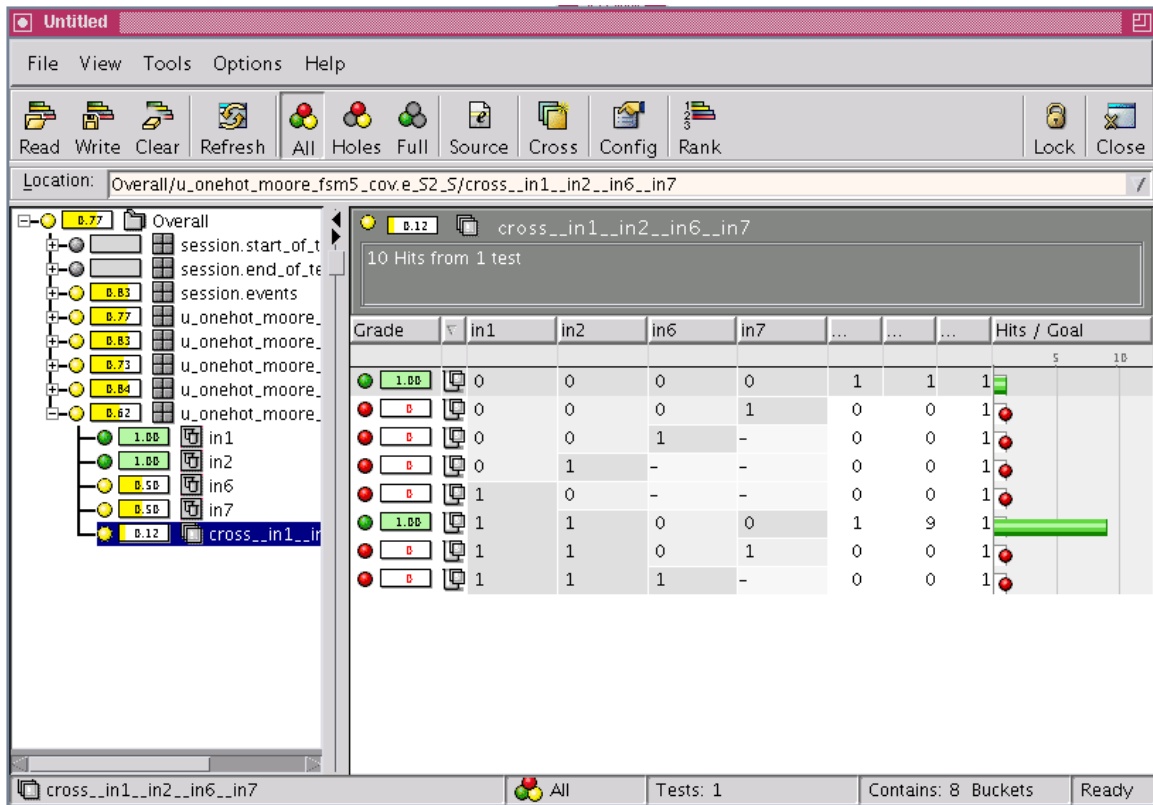 Untitled
File View Tools Options Help
Read Write Clear Refresh All Holes Full Source Cross Config Rank Lock Close
Location: Overall/u_onehot_moore_fsm5_cov.e_S2_S/cross__in1__in2__in6__in7
0.77 Overall
session.start_of_t
session.end_of_te
0.83 session.events
0.77 u_onehot_moore_
0.83 u_onehot_moore_
0.73 u_onehot_moore_
0.84 u_onehot_moore_
0.62 u_onehot_moore_
1.00 in1
1.00 in2
0.50 in6
0.50 in7
0.12 cross__in1__ir
0.12 cross__in1__in2__in6__in7
10 Hits from 1 test
Grade in1 in2 in6 in7 ... ... ... Hits / Goal
5 10
1.00 0 0 0 0 1 1 1
0 0 0 0 1 0 0 1
0 0 0 1 – 0 0 1
0 0 1 – – 0 0 1
0 1 0 – – 0 0 1
1.00 1 1 0 0 1 9 1
0 1 1 0 1 0 0 1
0 1 1 1 – 0 0 1
cross__in1__in2__in6__in7 All Tests: 1 Contains: 8 Buckets Ready